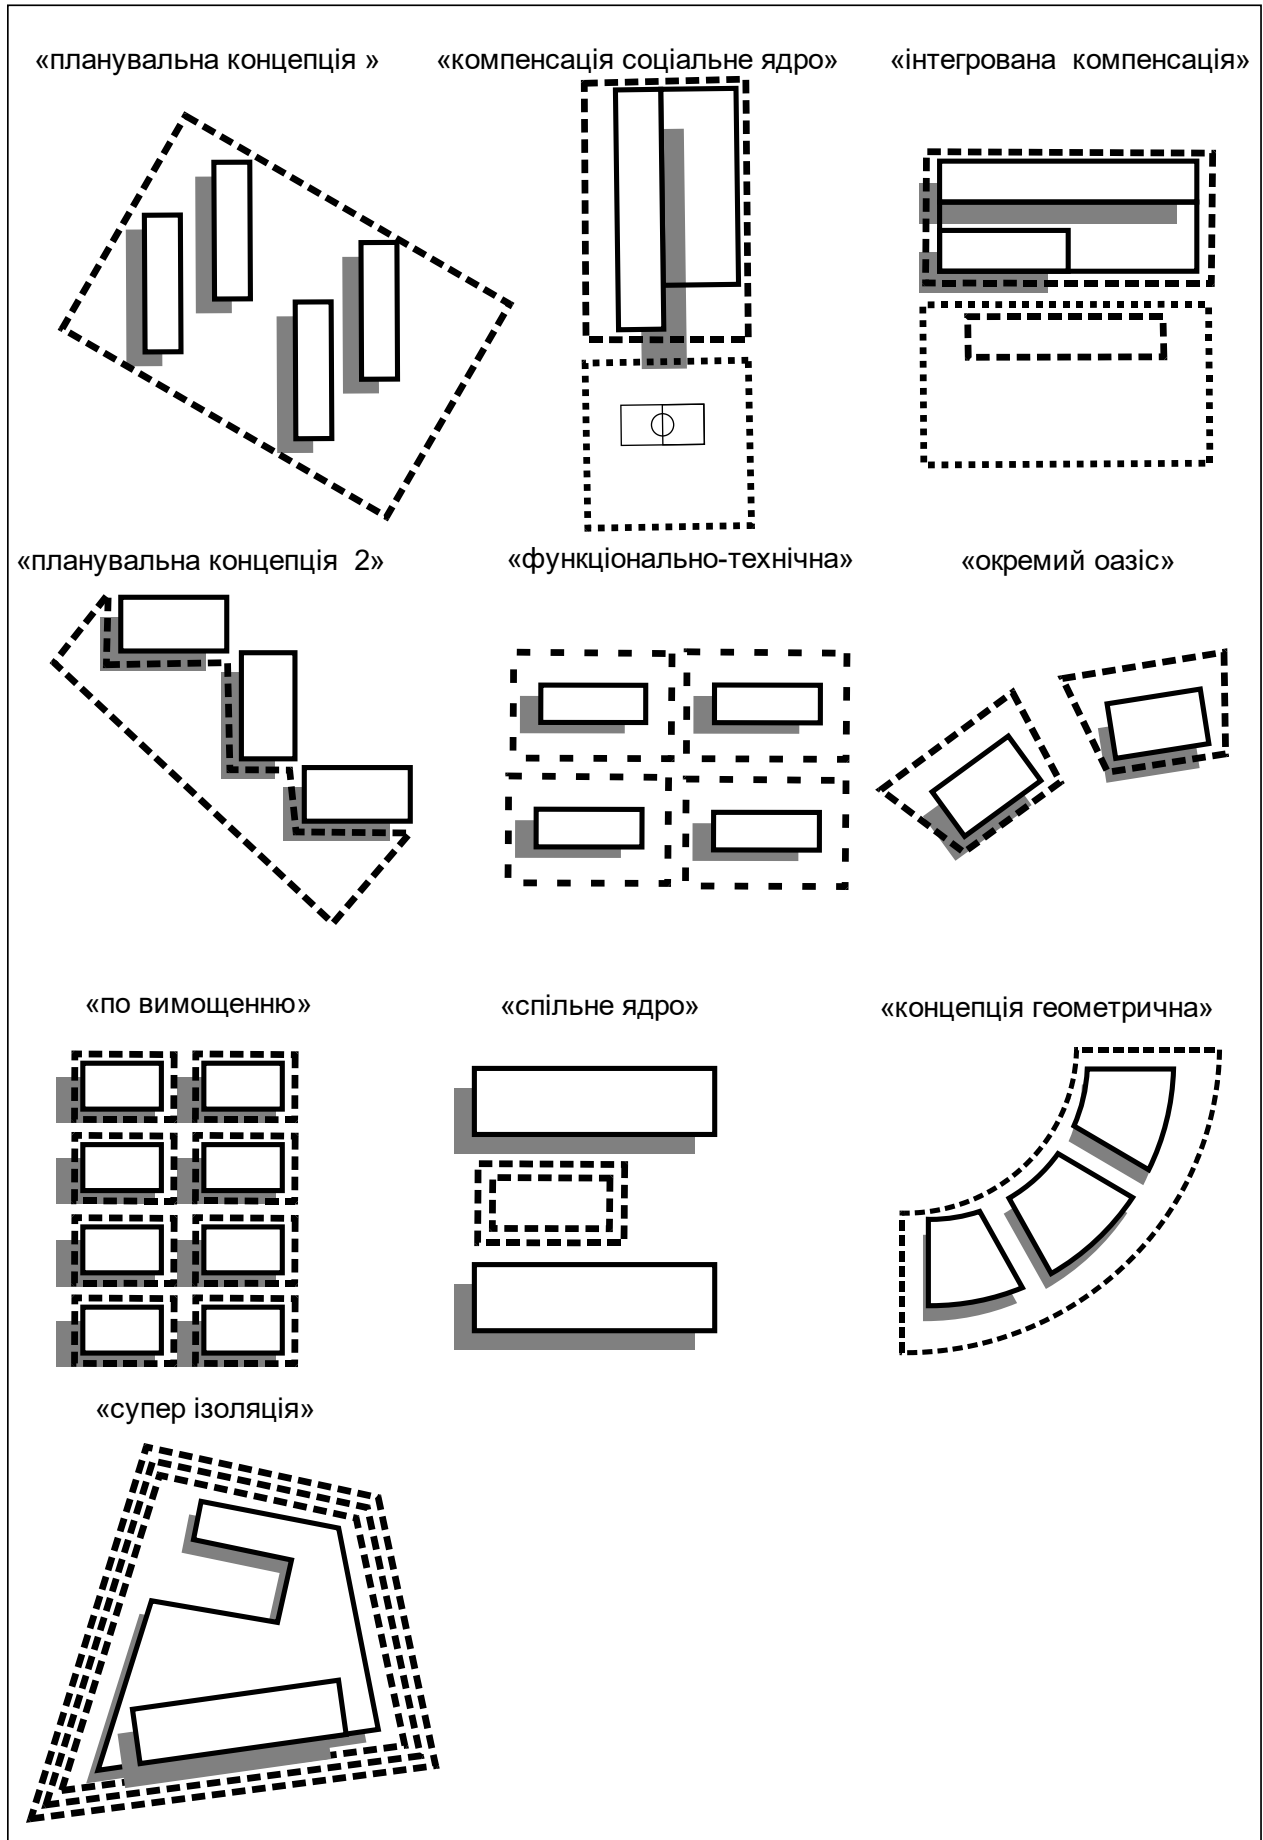 «планувальна концепція »
«компенсація соціальне ядро»
«інтегрована  компенсація»
«планувальна концепція  2»
«функціонально-технічна»
«окремий оазіс»
«по вимощенню»
«спільне ядро»
«концепція геометрична»
«супер ізоляція»